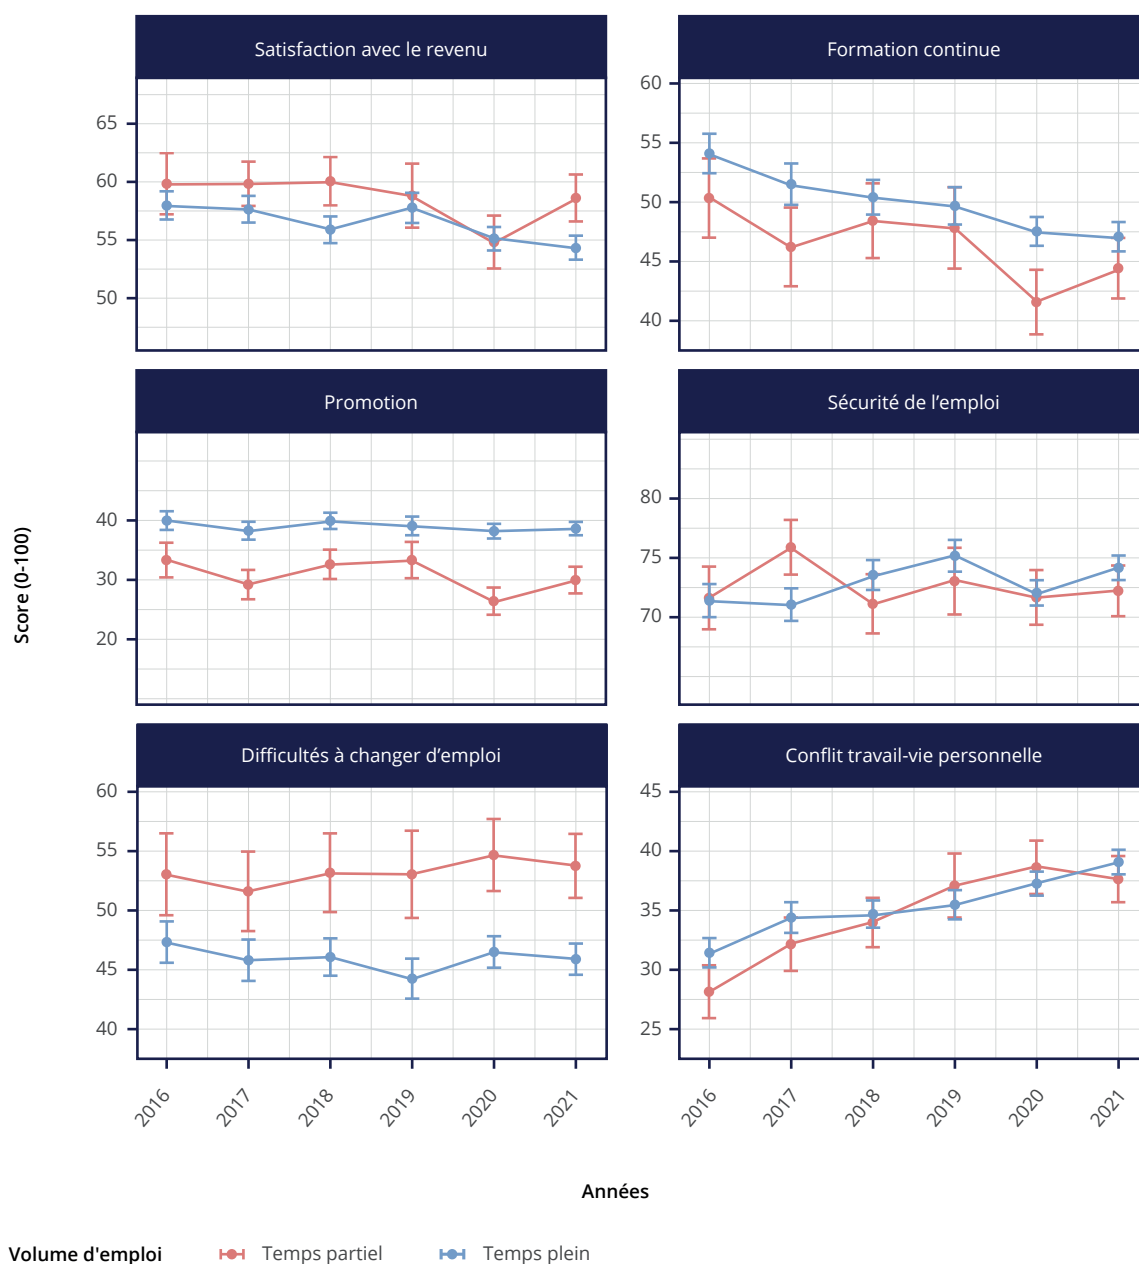 Satisfaction avec le revenu
Formation continue
65
60
55
50
60
55
50
45
40
Promotion
Sécurité de l'emploi
40
30
20
80
75
70
Score (0-100)
Difficultés à changer d'emploi
Conflit travail-vie personnelle
60
55
50
45
40
45
40
35
30
25
2016 2017 2018 2019 2020 2021
2016 2017 2018 2019 2020 2021
Années
Volume d'emploi Temps partiel Temps plein